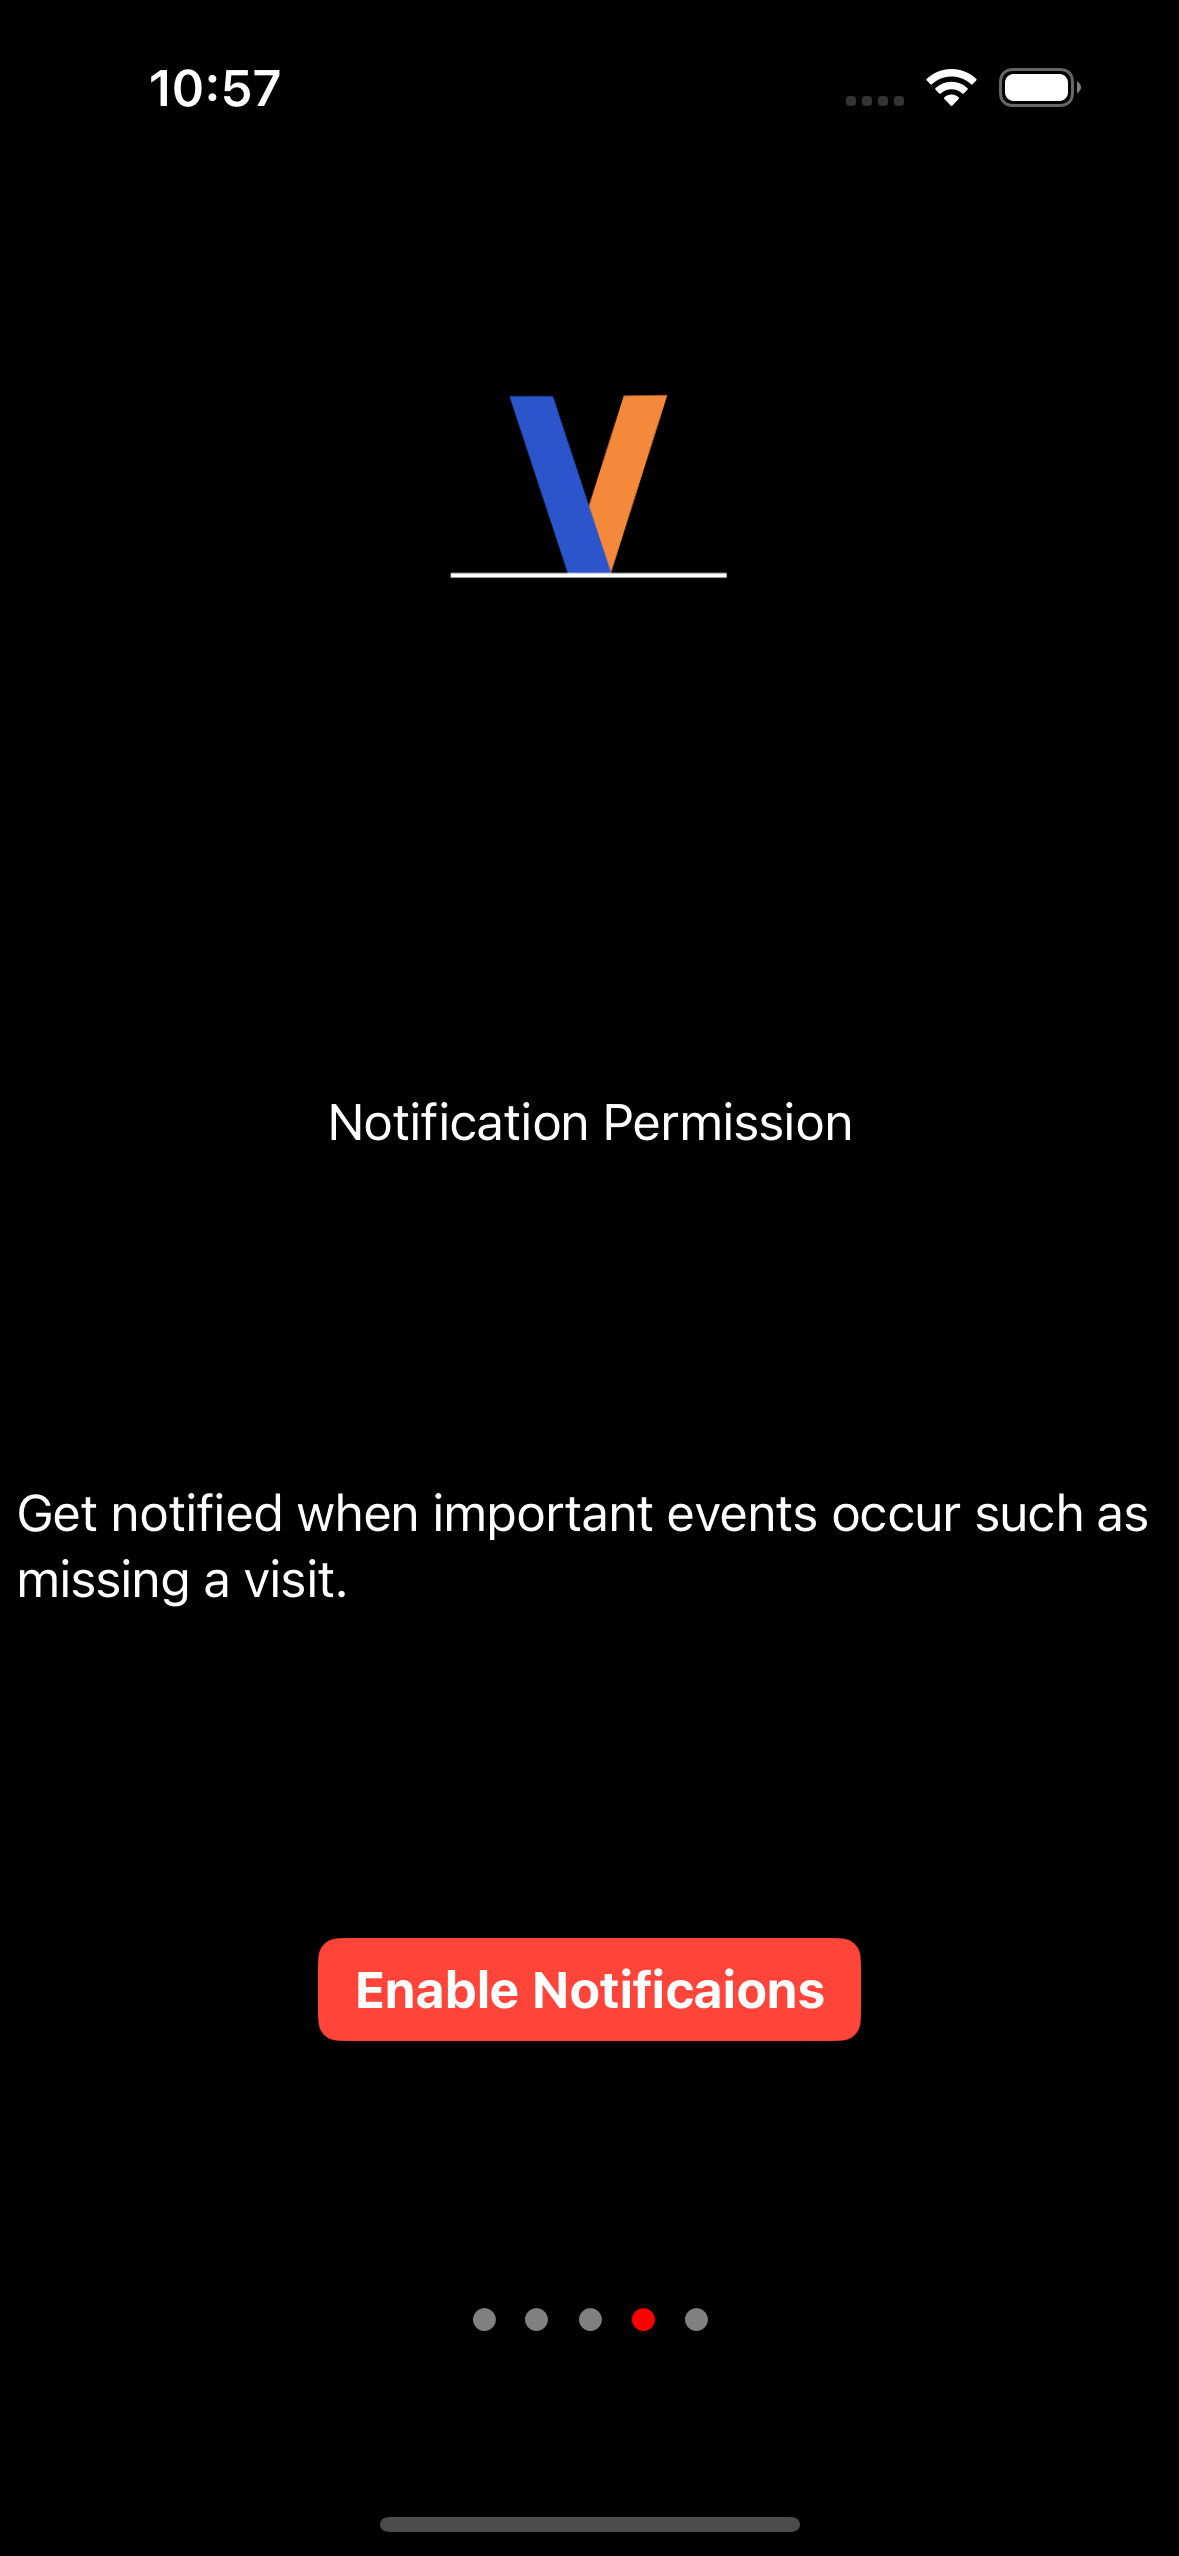 10:57
V
Notification Permission
Get notified when important events occur such as
missing a visit.
Enable Notificaions